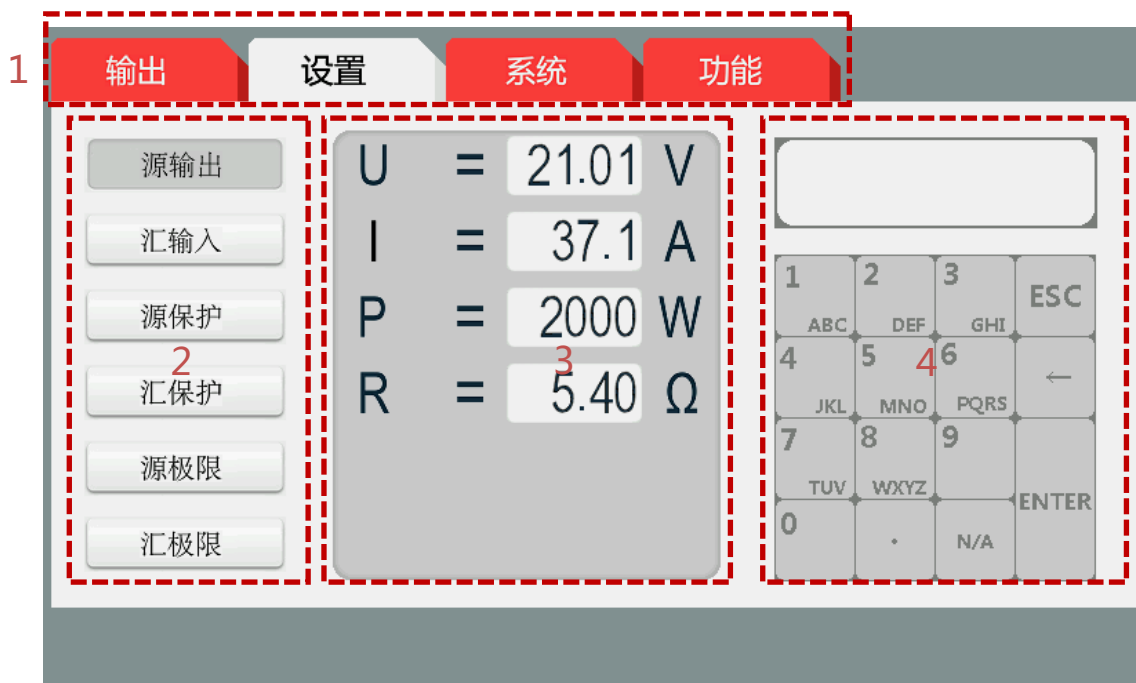 1
输出 设置 系统 功能
源输出
汇输入
源保护
2
汇保护
源极限
汇极限
U = 21.01 V
I = 37.1 A
P = 2000 W
3
R = 5.40 Ω
1 2 3 ESC
ABC DEF GHI
4 5 4 6 ←
JKL MNO PQRS
7 8 9
TUV WXYZ ENTER
0 . N/A